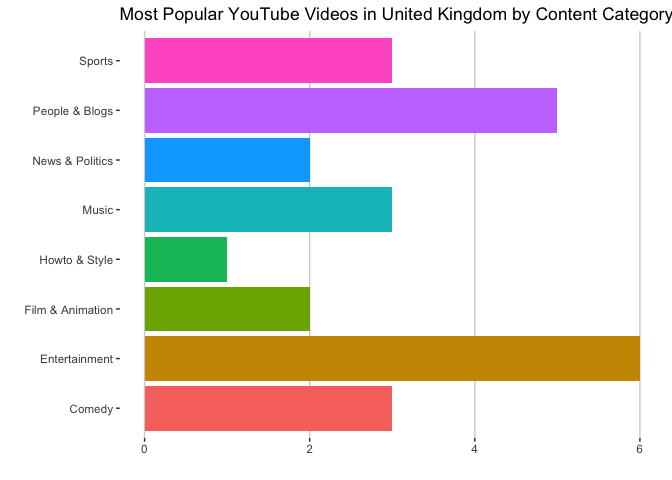 Most Popular YouTube Videos in United Kingdom by Content Category
Sports
People & Blogs
News & Politics
Music
Howto & Style
Film & Animation
Entertainment
Comedy
0 2 4 6